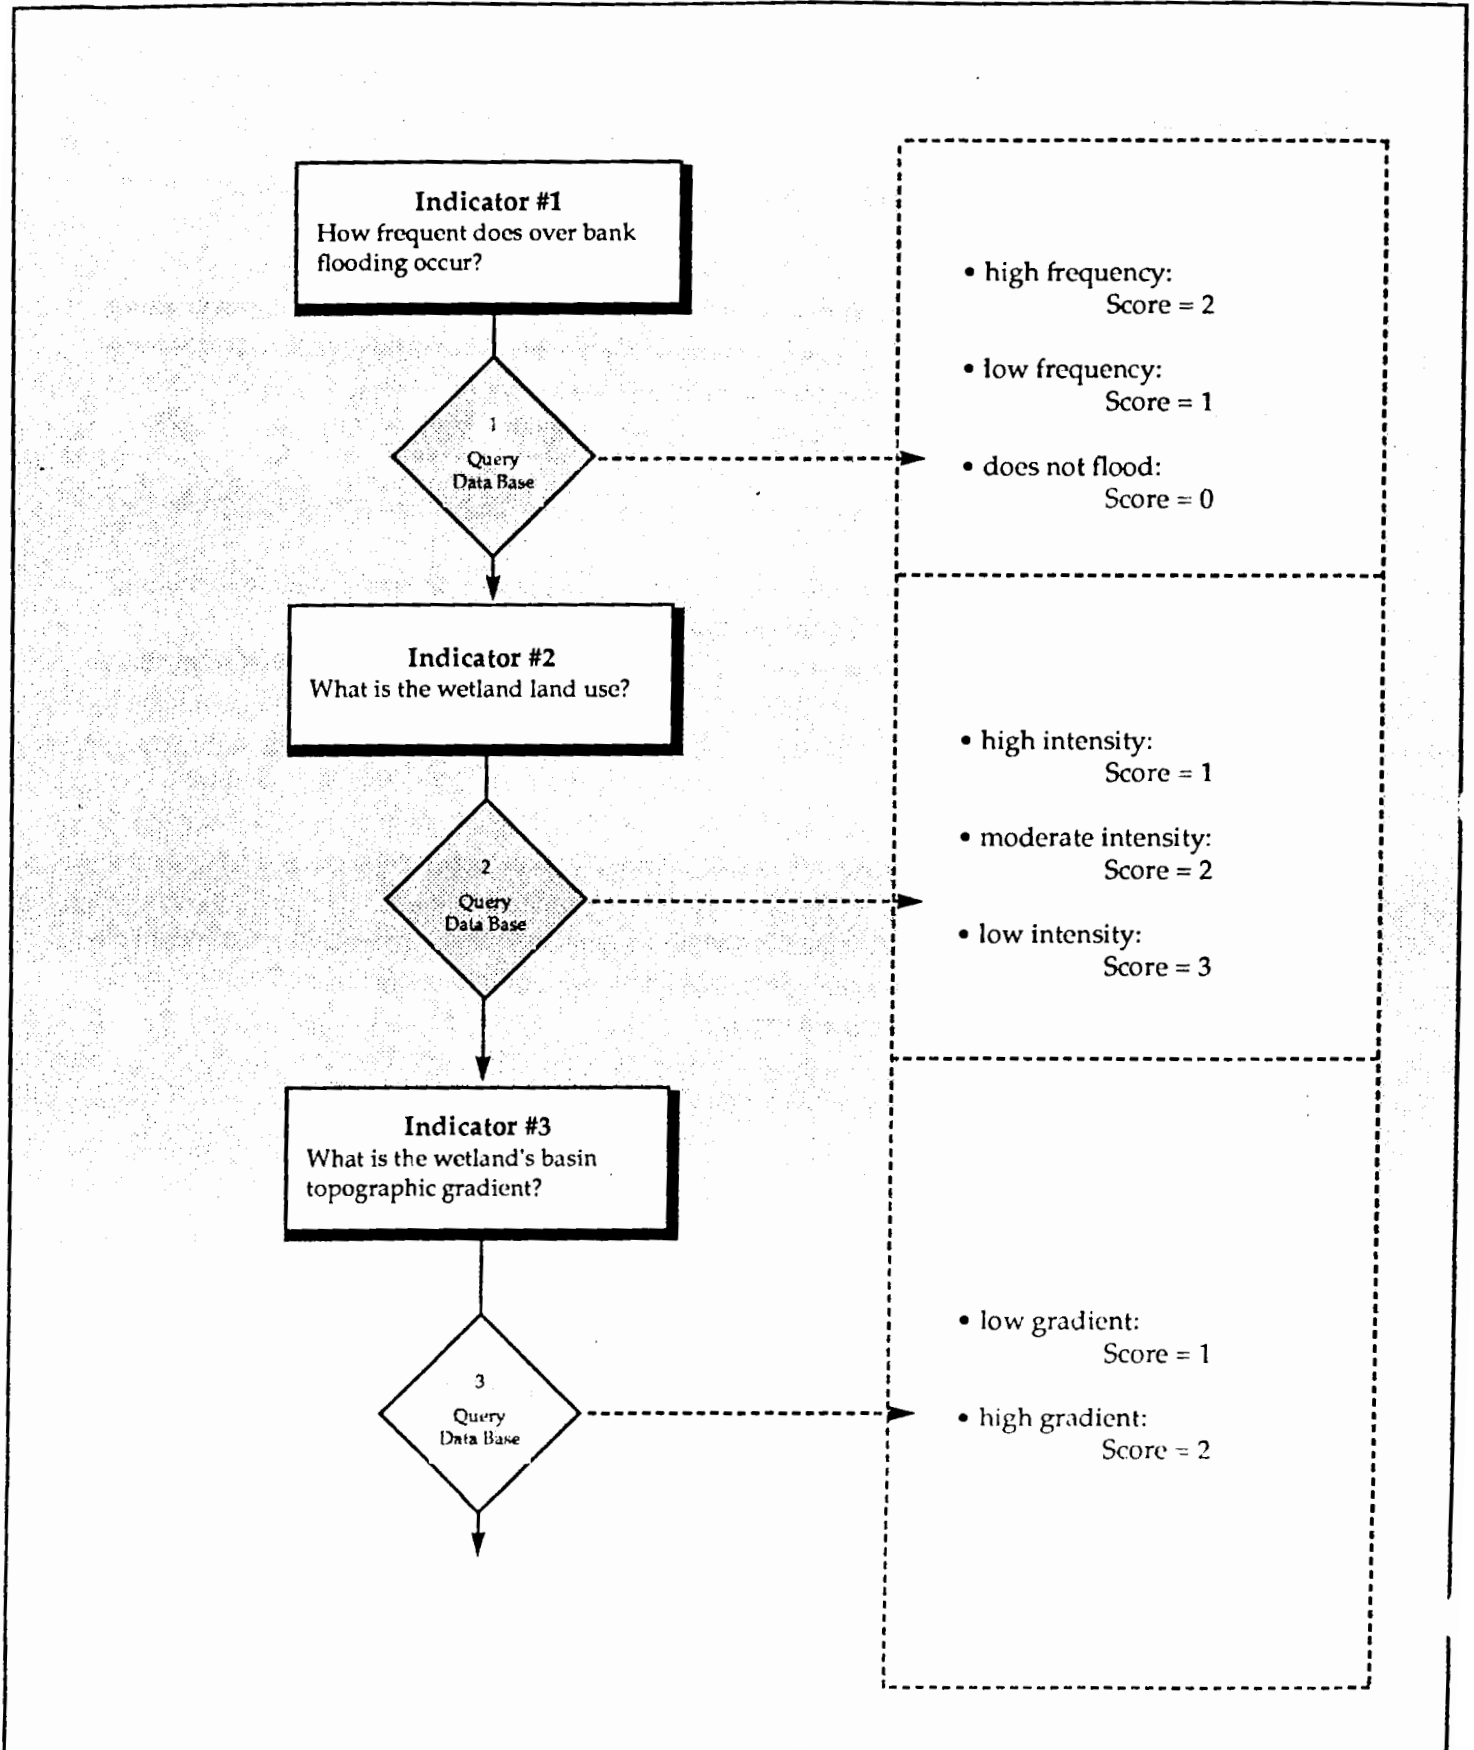 Indicator #1
How frequent does over bank
flooding occur?
1
Query
Data Base
• high frequency:
Score = 2
• low frequency:
Score = 1
• does not flood:
Score = 0
Indicator #2
What is the wetland land use?
2
Query
Data Base
• high intensity:
Score = 1
• moderate intensity:
Score = 2
• low intensity:
Score = 3
Indicator #3
What is the wetland's basin
topographic gradient?
3
Query
Data Base
• low gradient:
Score = 1
• high gradient:
Score = 2